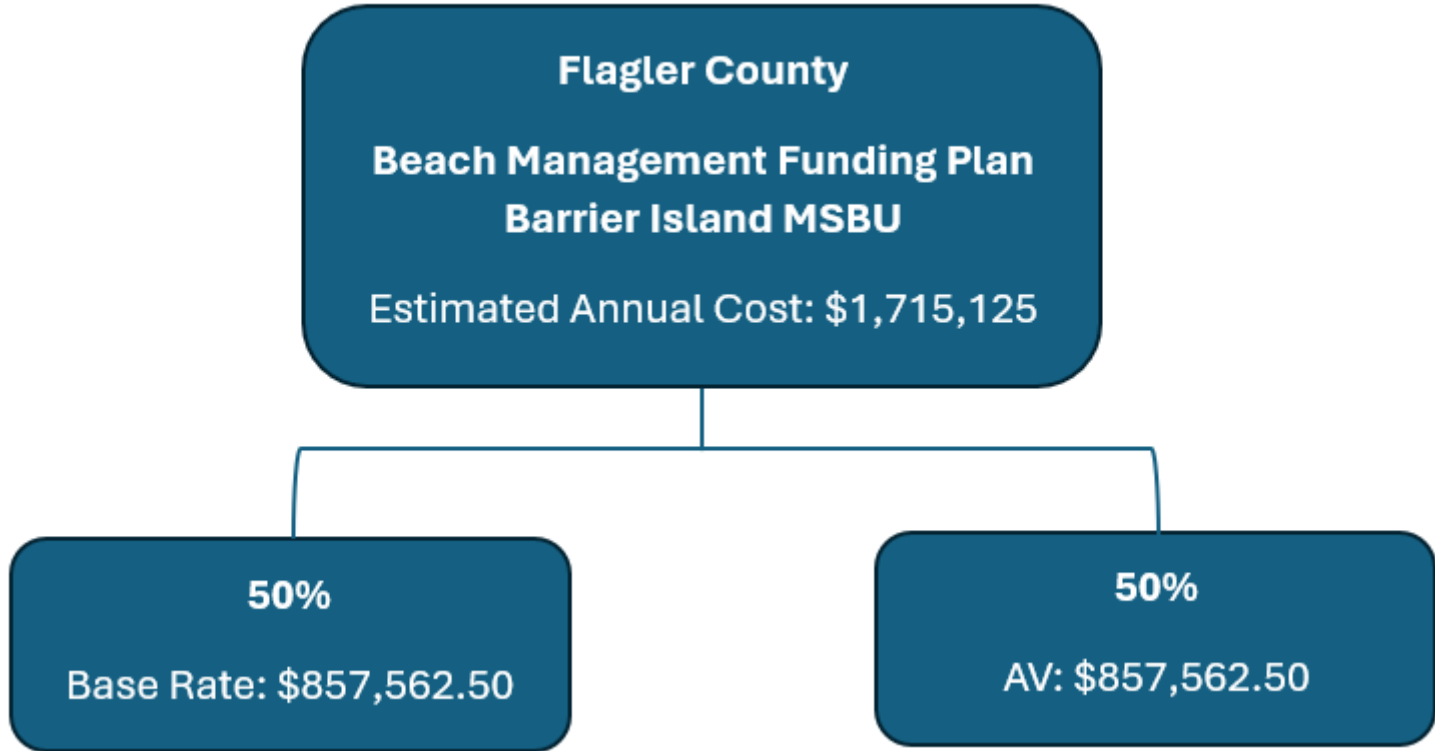 Flagler County
Beach Management Funding Plan
Barrier Island MSBU
Estimated Annual Cost: $1,715,125
50%
Base Rate: $857,562.50
50%
AV: $857,562.50